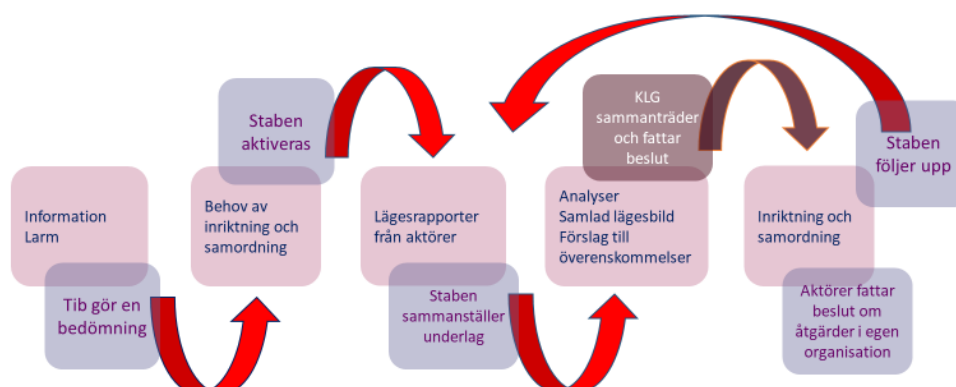 Information
Larm
Tib gör en
bedömning
Behov av
inriktning och
samordning
Staben
aktiveras
Lägesrapporter
från aktörer
Staben
sammanställer
underlag
Analyser
Samlad lägesbild
Förslag till
överenskommelser
KLG
sammanträder
och fattar
beslut
Inriktning och
samordning
Aktörer fattar
beslut om
åtgärder i egen
organisation
Staben
följer upp